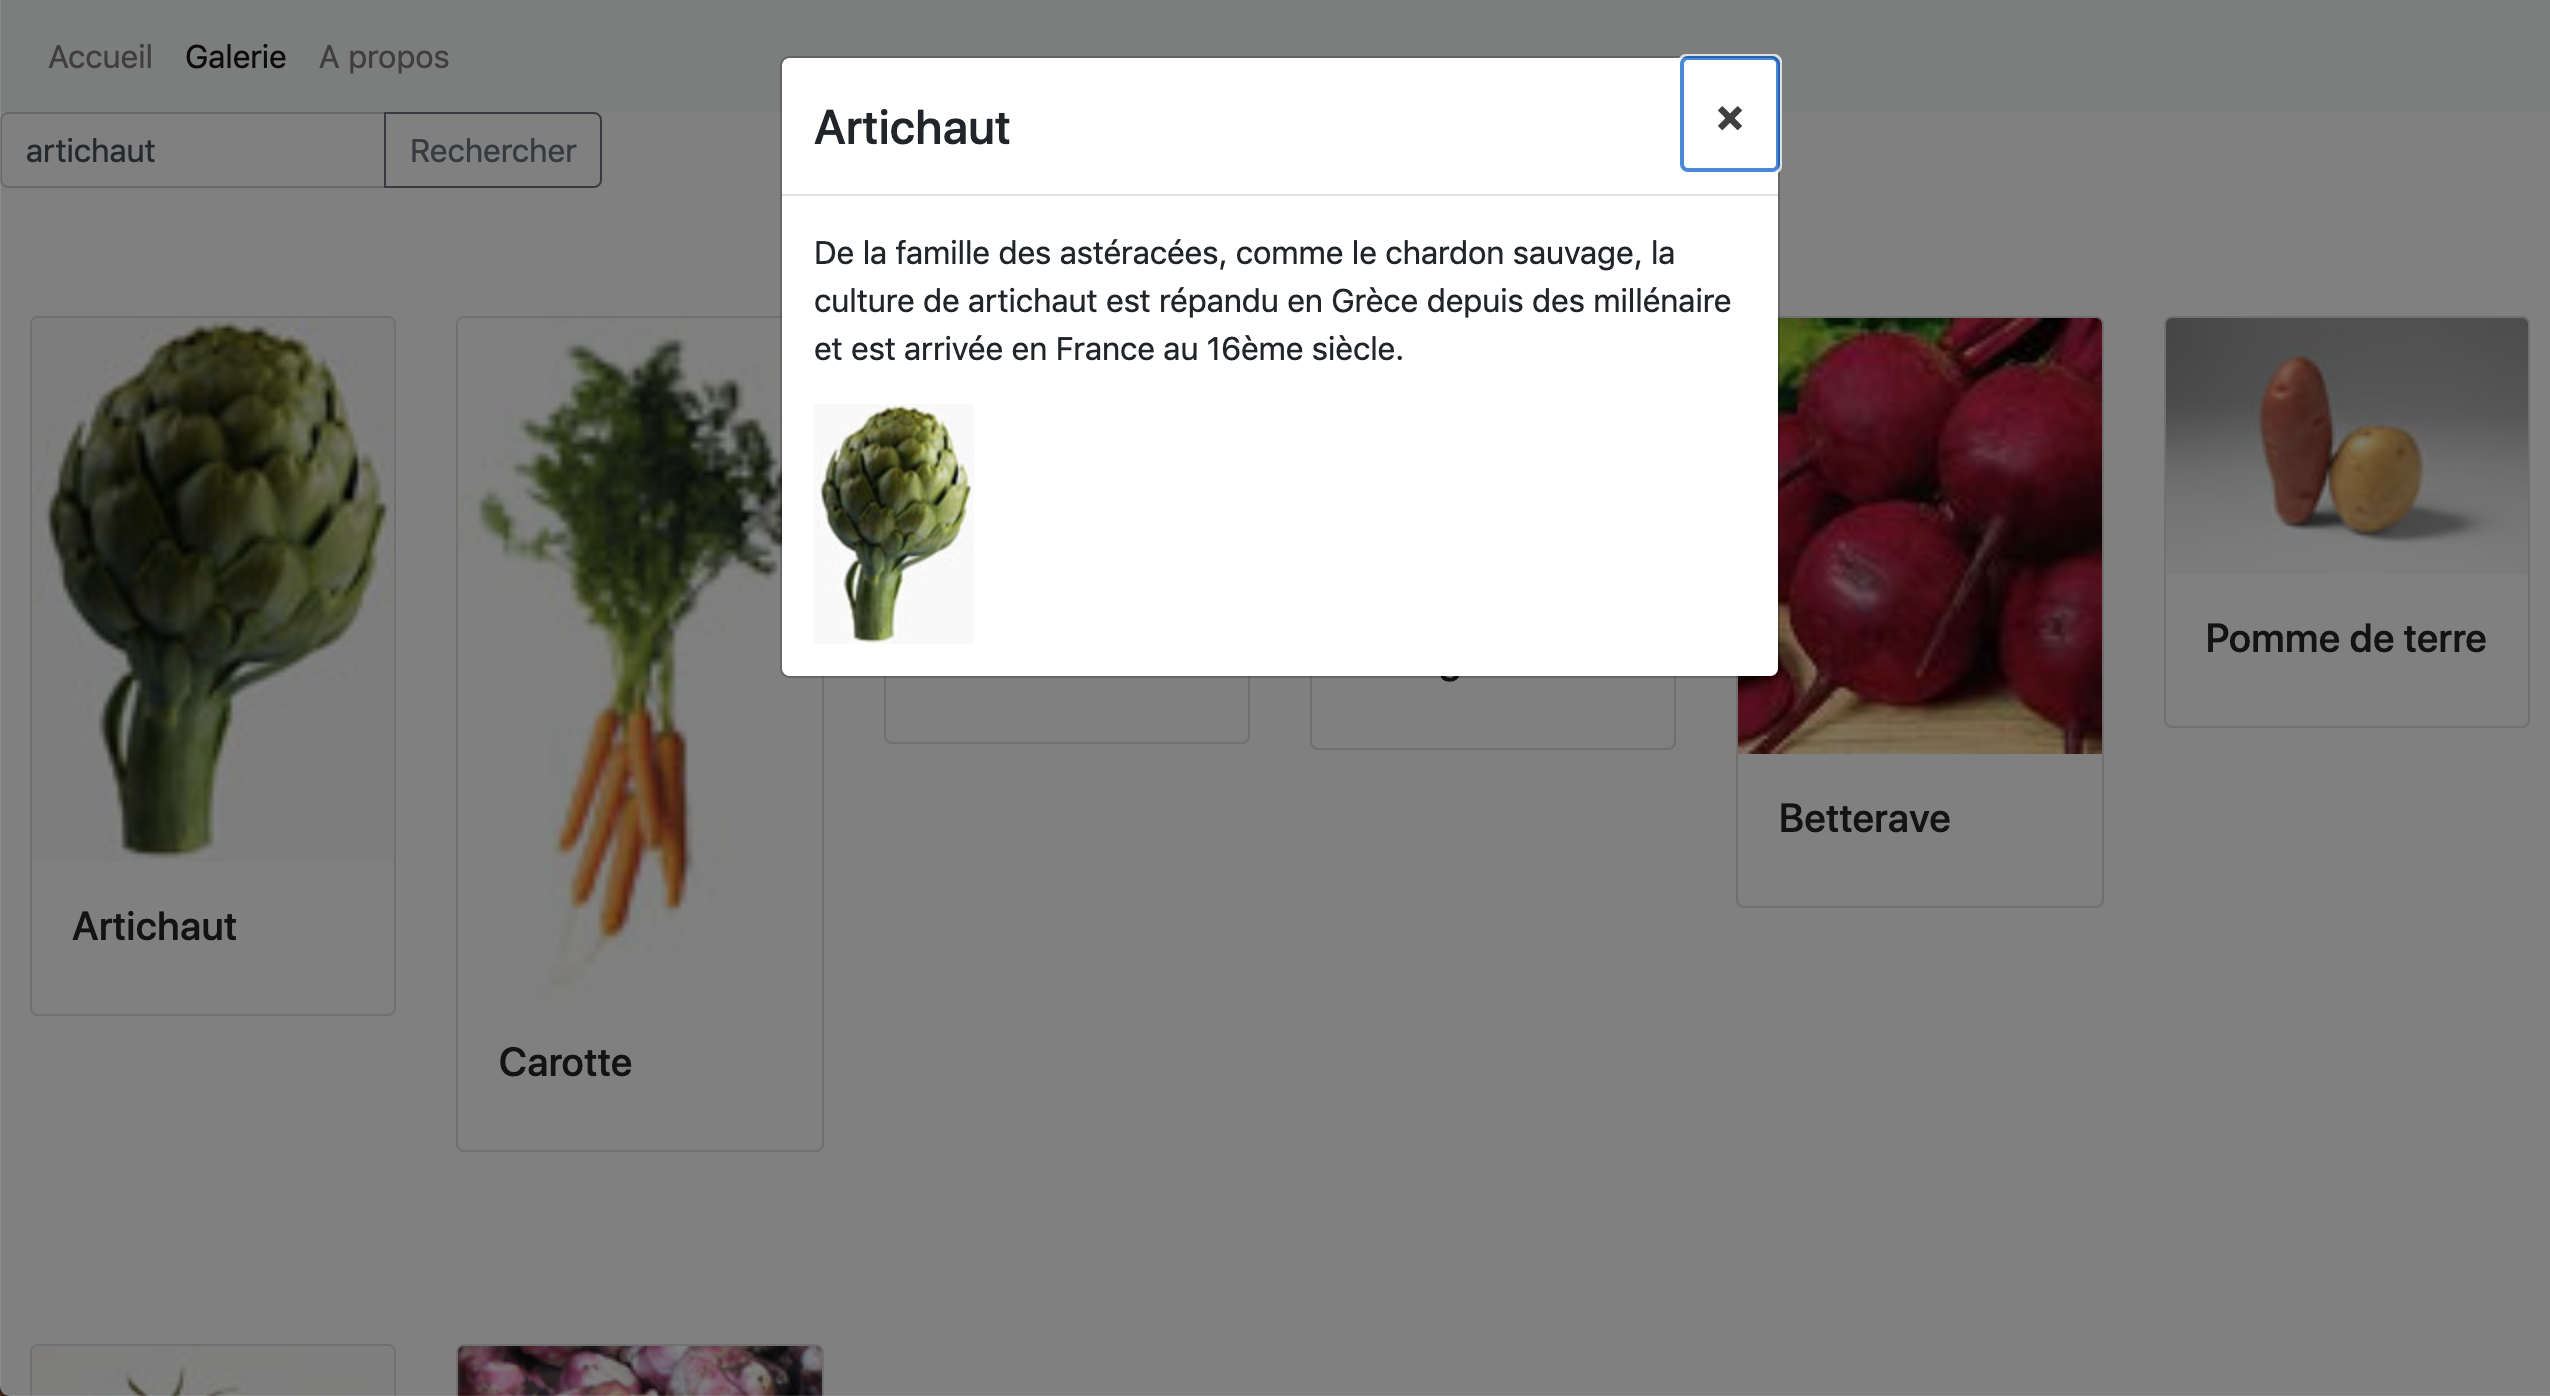 Accueil Galerie A propos
artichaut Rechercher
Artichaut
×
De la famille des astéracées, comme le chardon sauvage, la
culture de artichaut est répandu en Grèce depuis des millénaire
et est arrivée en France au 16ème siècle.
Pomme de terre
Betterave
Artichaut
Carotte